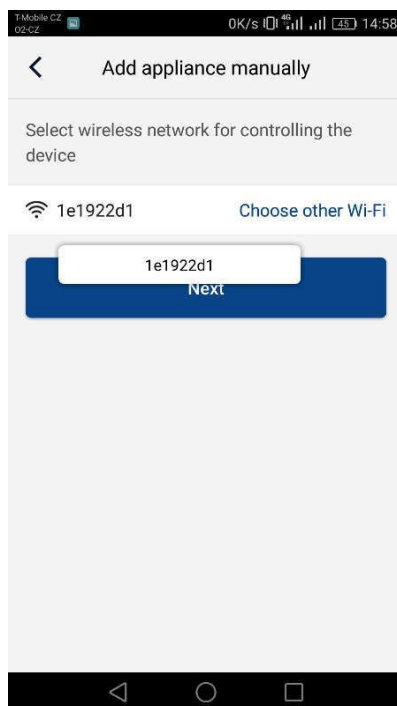 T-Mobile CZ
O2-CZ
0K/s 4G 45 14:58
Add appliance manually
Select wireless network for controlling the
device
1e1922d1 Choose other Wi-Fi
1e1922d1
Next